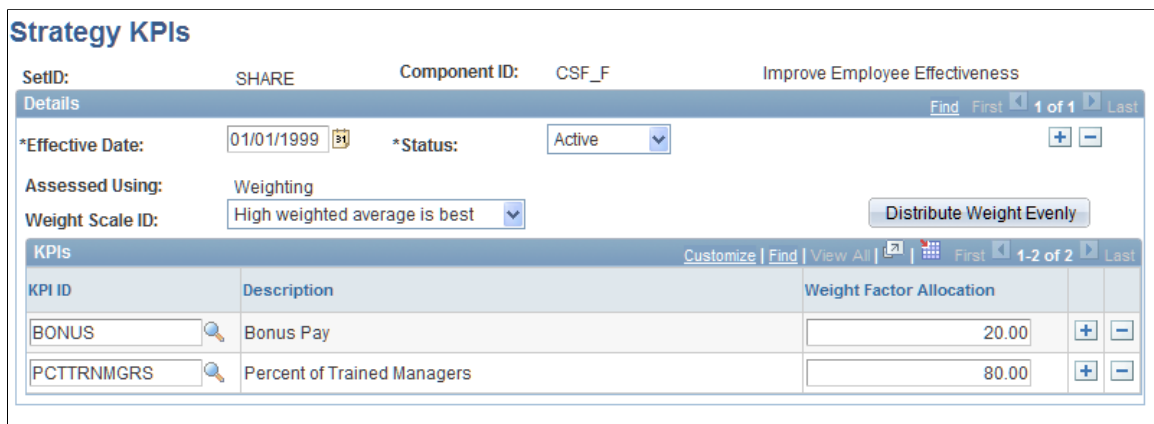 Strategy KPIs
SetID: SHARE Component ID: CSF_F Improve Employee Effectiveness
Details Find First 1 of 1 Last
*Effective Date: 01/01/1999 31 *Status: Active + −
Assessed Using: Weighting
Weight Scale ID: High weighted average is best Distribute Weight Evenly
KPIs Customize | Find | View All | | First 1-2 of 2 Last
KPI ID Description Weight Factor Allocation
BONUS Bonus Pay 20.00 + −
PCTTRNMGRS Percent of Trained Managers 80.00 + −